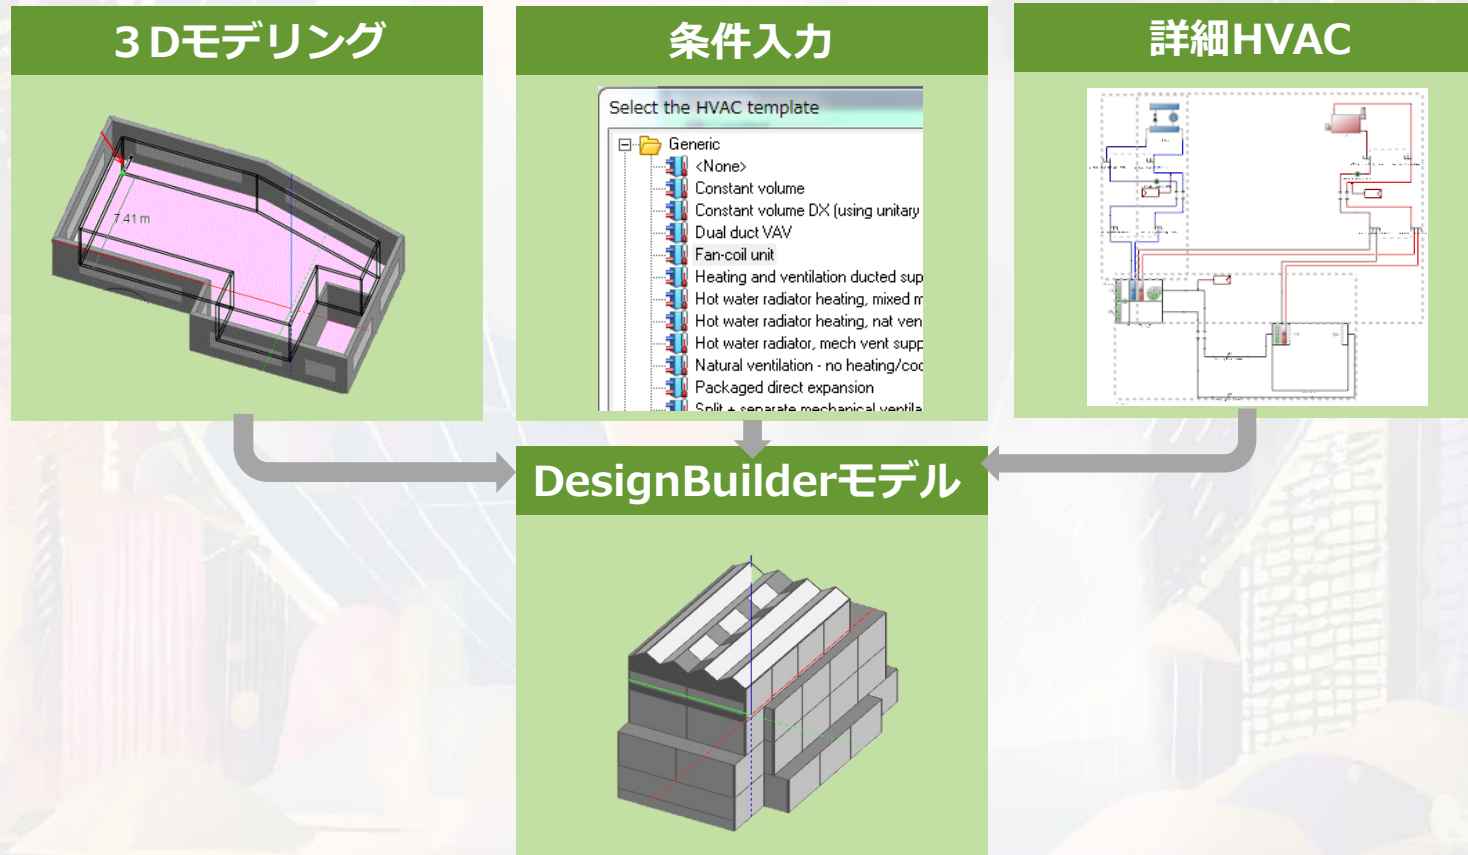 ３Dモデリング
条件入力
詳細HVAC
7.41 m
Select the HVAC template
Generic
<None>
Constant volume
Constant volume DX (using unitary
Dual duct VAV
Fan-coil unit
Heating and ventilation ducted sup
Hot water radiator heating, mixed m
Hot water radiator heating, nat ven
Hot water radiator, mech vent supp
Natural ventilation - no heating/coo
Packaged direct expansion
Split + separate mechanical ventila
DesignBuilderモデル